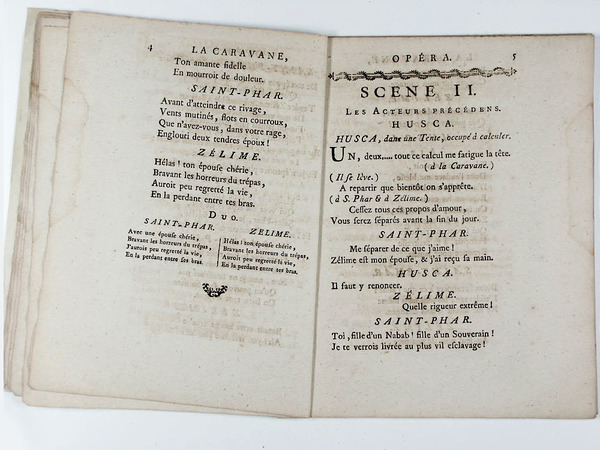 4 LA CARAVANE,
Ton amante fidelle
En mourroit de douleur.
SAINT-PHAR.
Avant d'atteindre ce rivage,
Vents mutinés, flots en courroux,
Que n'avez-vous, dans votre rage,
Englouti deux tendres époux !
ZÉLIME.
Hélas ! ton épouse chérie,
Bravant les horreurs du trépas,
Auroit peu regretté la vie,
En la perdant entre tes bras.
DUO.
SAINT-PHAR.
Avec une épouse chérie,
Bravant les horreurs du trépas,
J'aurois peu regretté la vie,
En la perdant entre ses bras.
ZELIME.
Hélas ! ton épouse chérie,
Bravant les horreurs du trépas,
Auroit peu regretté la vie,
En la perdant entre tes bras.
OPÉRA. 5
SCENE II.
LES ACTEURS PRÉCÉDENS.
HUSCA.
HUSCA, dans une Tente, occupé à calculer.
UN, deux,.... tout ce calcul me fatigue la tête.
(à la Caravane.)
(Il se lève.)
A repartir que bientôt on s'apprête.
(à S. Phar & à Zélime.)
Cessez tous ces propos d'amour,
Vous serez séparés avant la fin du jour.
SAINT-PHAR.
Me séparer de ce que j'aime !
Zélime est mon épouse, & j'ai reçu sa main.
HUSCA.
Il faut y renoncer.
ZÉLIME.
Quelle rigueur extrême !
SAINT-PHAR.
Toi, fille d'un Nabab ! fille d'un Souverain !
Je te verrois livrée au plus vil esclavage !